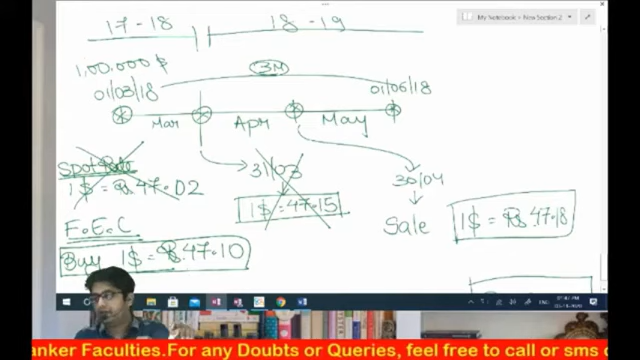 17-18
18-19
My Notebook > New Section 2
1,00,000 $
3M
01/03/18
01/06/18
Mar
Apr
May
Spot Rate
1$ = Rs. 47.02
31/03
1$ = 47.15
30/04
Sale
1$ = Rs. 47.18
F.E.C
Buy 1$ = Rs. 47.10
ENG
anker Faculties.For any Doubts or Queries, feel free to call or sms o